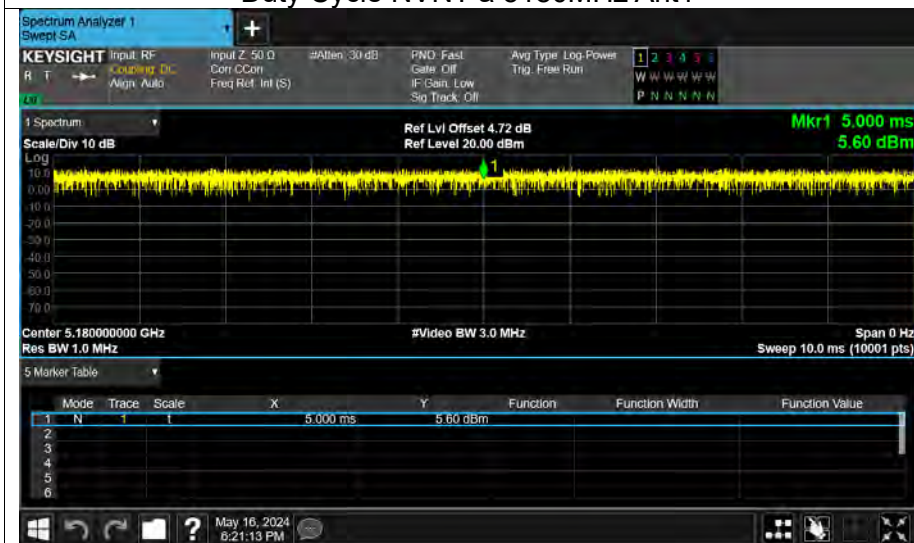 Duty Cycle NVNT a 5180MHz Ant1
Spectrum Analyzer 1
Swept SA
+
KEYSIGHT
R T
Input: RF
Coupling: DC
Align: Auto
Input Z: 50 Ω
Corr CCorr
Freq Ref: Int (S)
#Atten: 30 dB
PNO: Fast
Gate: Off
IF Gain: Low
Sig Track: Off
Avg Type: Log-Power
Trig: Free Run
1 2 3 4 5 6
W W W W W W
P N N N N N
1 Spectrum
Scale/Div 10 dB
Ref Lvl Offset 4.72 dB
Ref Level 20.00 dBm
Mkr1 5.000 ms
5.60 dBm
Log
10.0
0.00
-10.0
-20.0
-30.0
-40.0
-50.0
-60.0
-70.0
1
Center 5.180000000 GHz
Res BW 1.0 MHz
#Video BW 3.0 MHz
Span 0 Hz
Sweep 10.0 ms (10001 pts)
5 Marker Table
Mode Trace Scale X Y Function Function Width Function Value
1 N 1 t 5.000 ms 5.60 dBm
2
3
4
5
6
?
May 16, 2024
6:21:13 PM